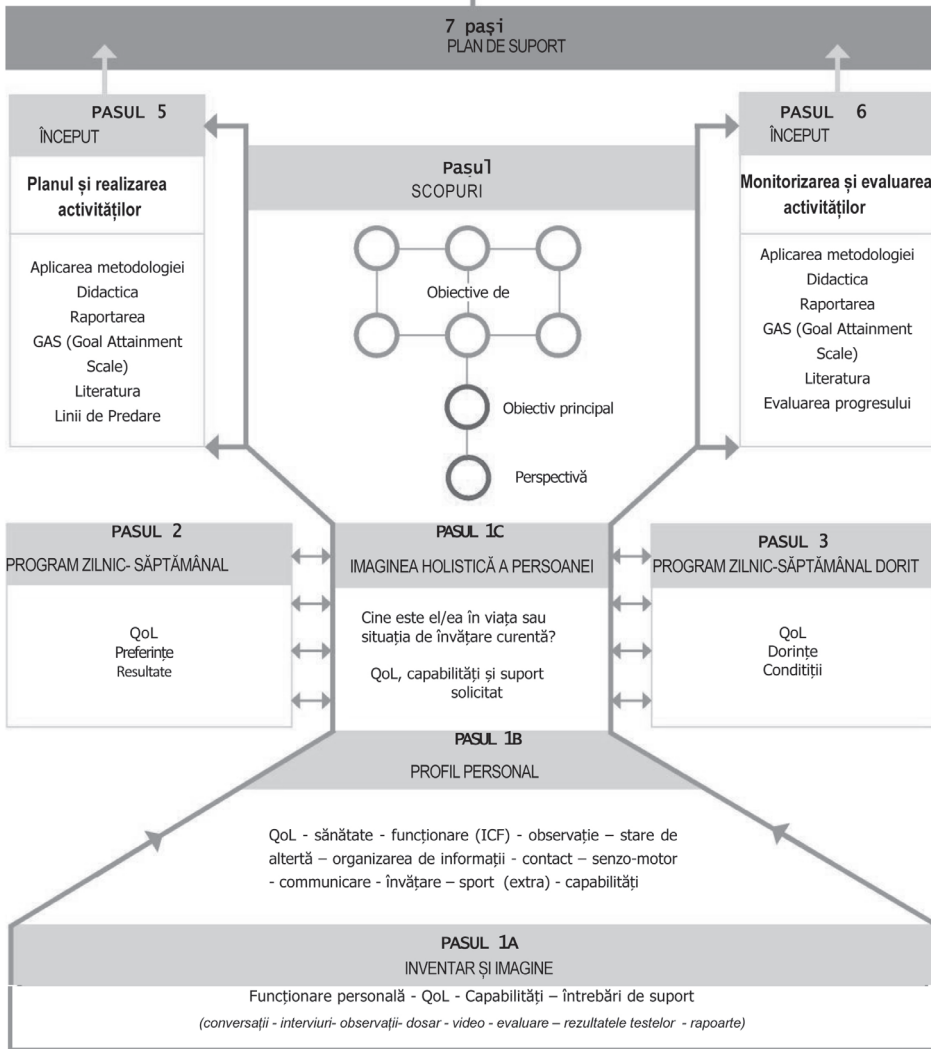 7 pași
PLAN DE SUPORT
PASUL 5
ÎNCEPUT
Planul și realizarea
activităților
Aplicarea metodologiei
Didactica
Raportarea
GAS (Goal Attainment
Scale)
Literatura
Linii de Predare
Pasul
SCOPURI
Obiective de
Obiectiv principal
Perspectivă
PASUL 6
ÎNCEPUT
Monitorizarea și evaluarea
activităților
Aplicarea metodologiei
Didactica
Raportarea
GAS (Goal Attainment
Scale)
Literatura
Evaluarea progresului
PASUL 2
PROGRAM ZILNIC- SĂPTĂMÂNAL
QoL
Preferințe
Resultate
PASUL 1C
IMAGINEA HOLISTICĂ A PERSOANEI
Cine este el/ea în viața sau
situația de învățare curentă?
QoL, capabilități și suport
solicitat
PASUL 3
PROGRAM ZILNIC-SĂPTĂMÂNAL DORIT
QoL
Dorințe
Conditiții
PASUL 1B
PROFIL PERSONAL
QoL - sănătate - funcționare (ICF) - observație – stare de
altertă – organizarea de informații - contact – senzo-motor
- communicare - învățare – sport (extra) - capabilități
PASUL 1A
INVENTAR ȘI IMAGINE
Funcționare personală - QoL - Capabilități – întrebări de suport
(conversații - interviuri- observații- dosar - video - evaluare – rezultatele testelor - rapoarte)